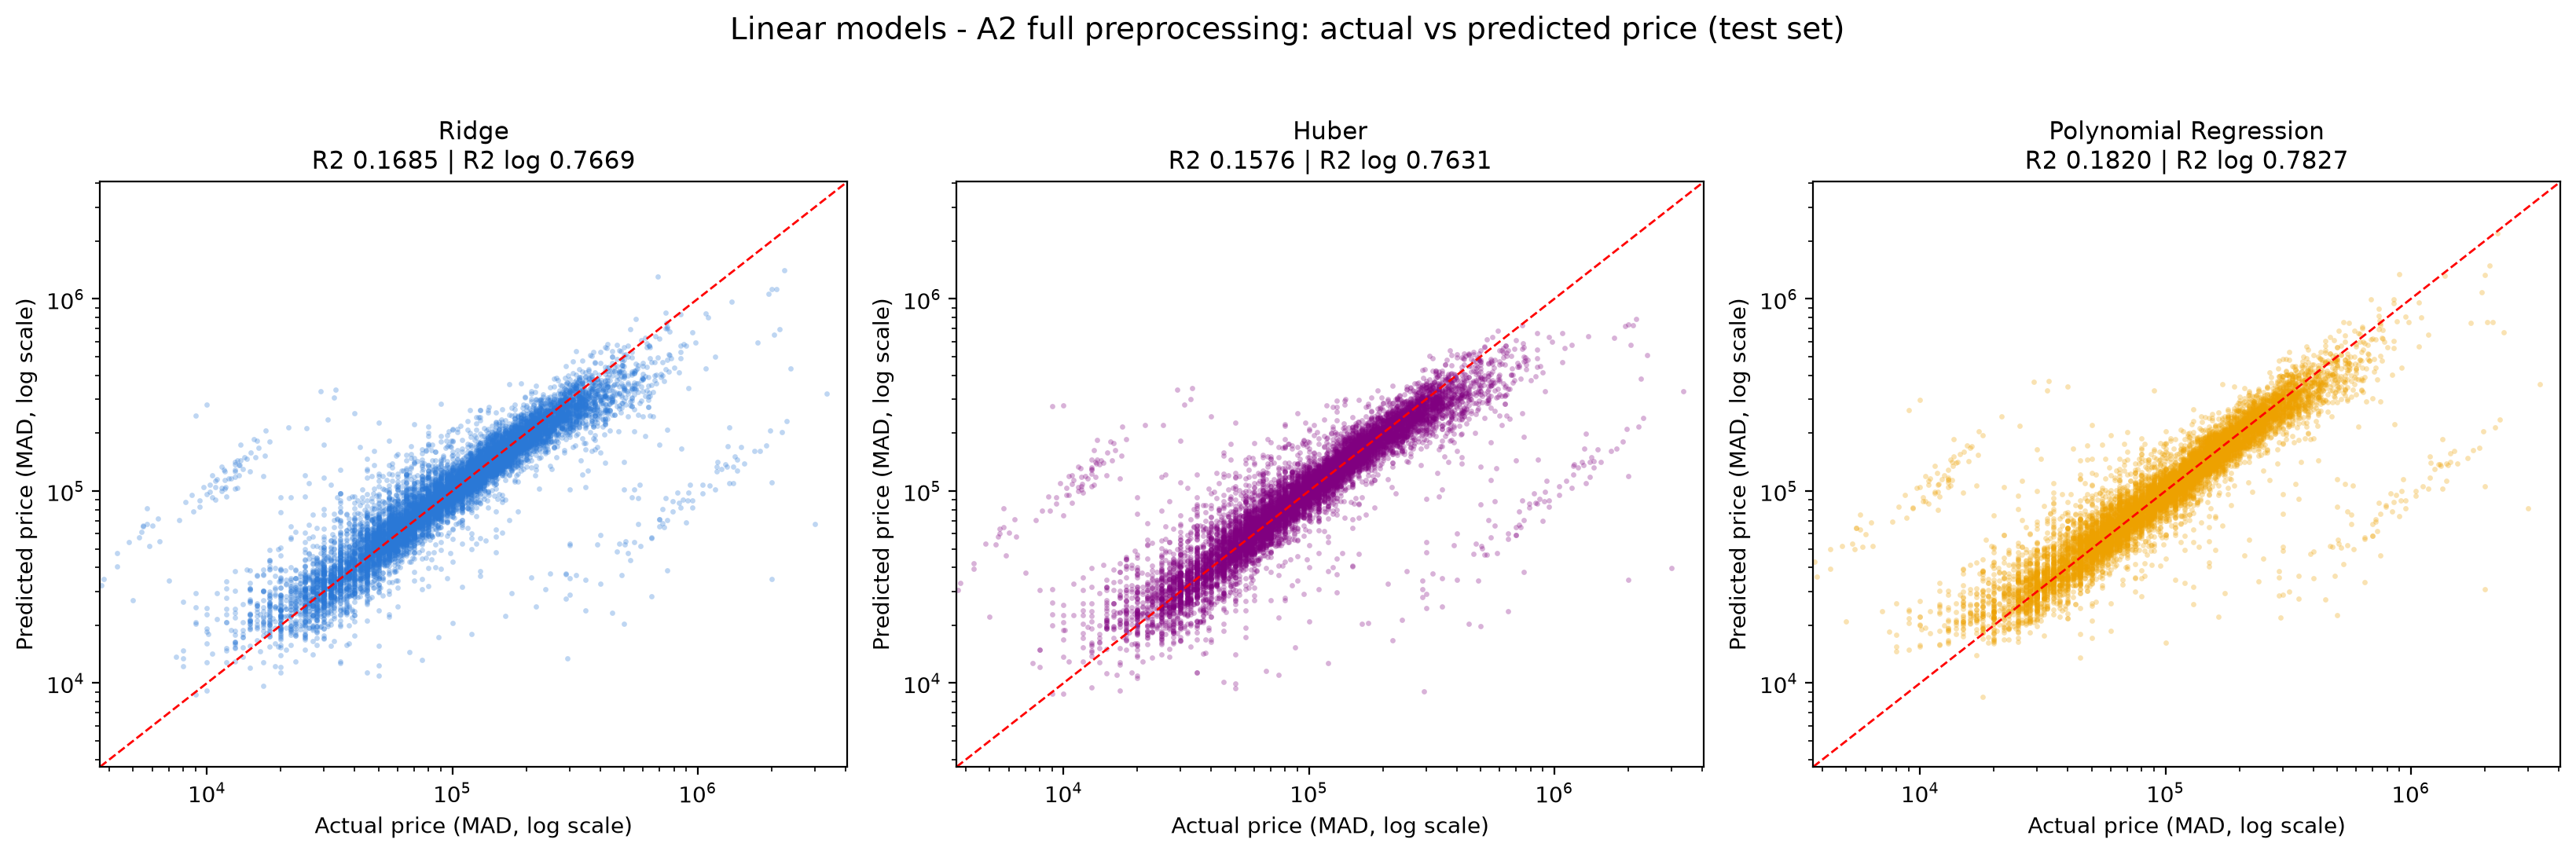 Linear models - A2 full preprocessing: actual vs predicted price (test set)
Ridge
R2 0.1685 | R2 log 0.7669
Predicted price (MAD, log scale)
10⁶
10⁵
10⁴
10⁴ 10⁵ 10⁶
Actual price (MAD, log scale)
Huber
R2 0.1576 | R2 log 0.7631
Predicted price (MAD, log scale)
10⁶
10⁵
10⁴
10⁴ 10⁵ 10⁶
Actual price (MAD, log scale)
Polynomial Regression
R2 0.1820 | R2 log 0.7827
Predicted price (MAD, log scale)
10⁶
10⁵
10⁴
10⁴ 10⁵ 10⁶
Actual price (MAD, log scale)